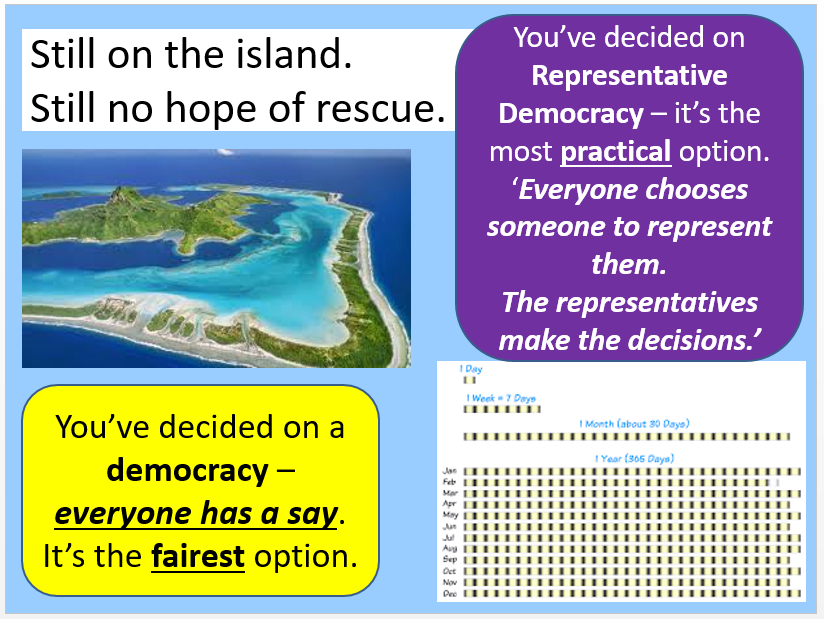 Still on the island.
Still no hope of rescue.
You’ve decided on
Representative
Democracy – it’s the
most practical option.
‘Everyone chooses
someone to represent
them.
The representatives
make the decisions.’
You’ve decided on a
democracy –
everyone has a say.
It’s the fairest option.
1 Day
1 Week = 7 Days
1 Month (about 30 Days)
1 Year (365 Days)
Jan
Feb
Mar
Apr
May
Jun
Jul
Aug
Sep
Oct
Nov
Dec